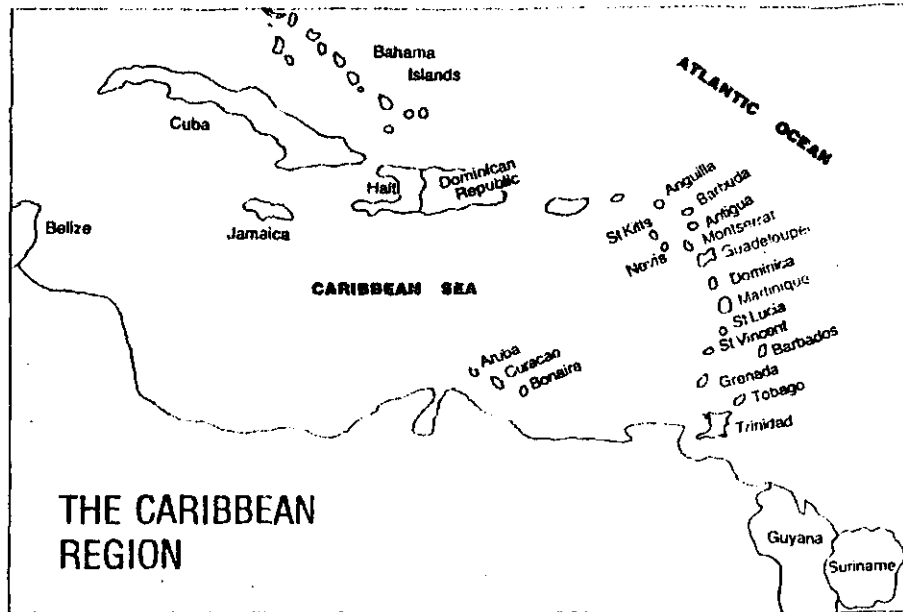 Bahama
Islands
ATLANTIC OCEAN
Cuba
Haiti
Dominican
Republic
Anguilla
Barbuda
Belize
Jamaica
St Kitts
Antigua
Montserrat
Nevis
Guadeloupe
CARIBBEAN SEA
Dominica
Martinique
St Lucia
St Vincent
Barbados
Aruba
Curacao
Bonaire
Grenada
Tobago
Trinidad
THE CARIBBEAN
REGION
Guyana
Suriname